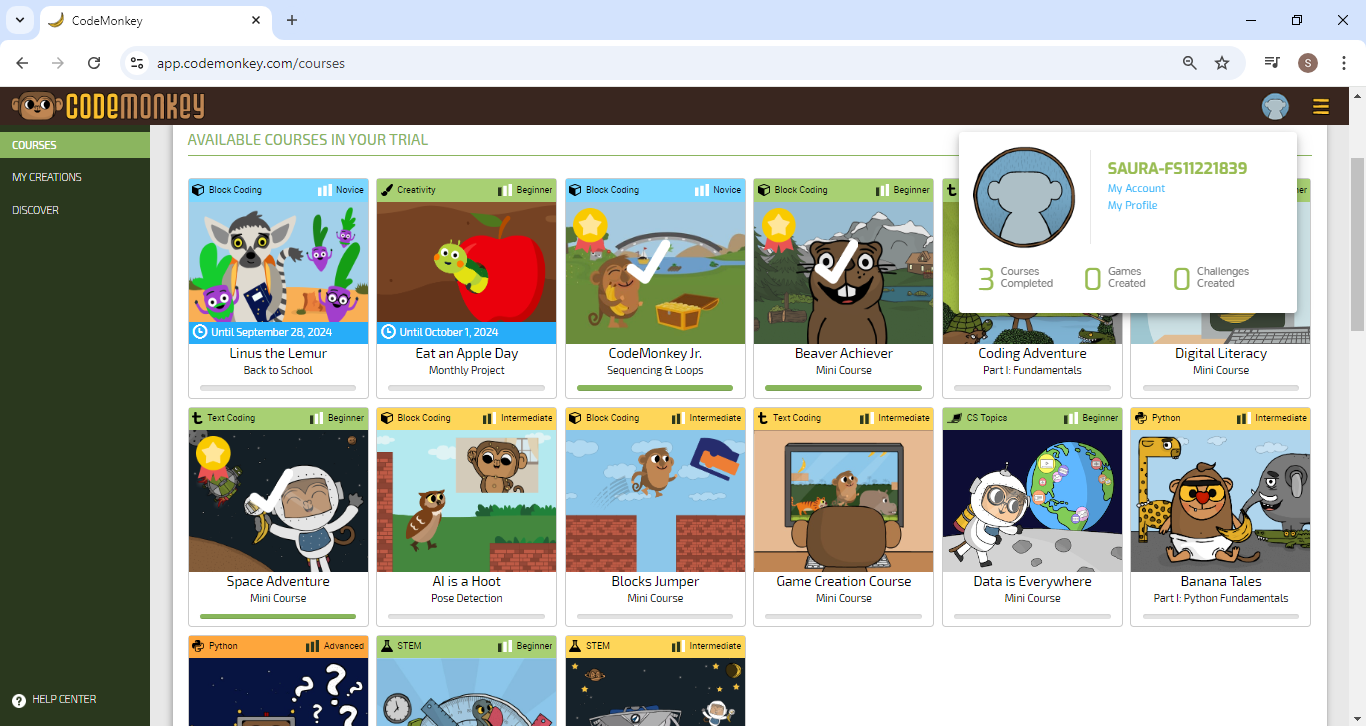 CodeMonkey
app.codemonkey.com/courses
S
CODEMONKEY
COURSES
MY CREATIONS
DISCOVER
HELP CENTER
AVAILABLE COURSES IN YOUR TRIAL
SAURA-FS11221839
My Account
My Profile
3 Courses Completed
0 Games Created
0 Challenges Created
Block Coding Novice
Until September 28, 2024
Linus the Lemur
Back to School
Creativity Beginner
Until October 1, 2024
Eat an Apple Day
Monthly Project
Block Coding Novice
CodeMonkey Jr.
Sequencing & Loops
Block Coding Beginner
Beaver Achiever
Mini Course
Coding Adventure
Part I: Fundamentals
Digital Literacy
Mini Course
Text Coding Beginner
Space Adventure
Mini Course
Block Coding Intermediate
AI is a Hoot
Pose Detection
Block Coding Intermediate
Blocks Jumper
Mini Course
Text Coding Intermediate
Game Creation Course
Mini Course
CS Topics Beginner
Data is Everywhere
Mini Course
Python Intermediate
Banana Tales
Part I: Python Fundamentals
Python Advanced
? ? ?
STEM Beginner
STEM Intermediate